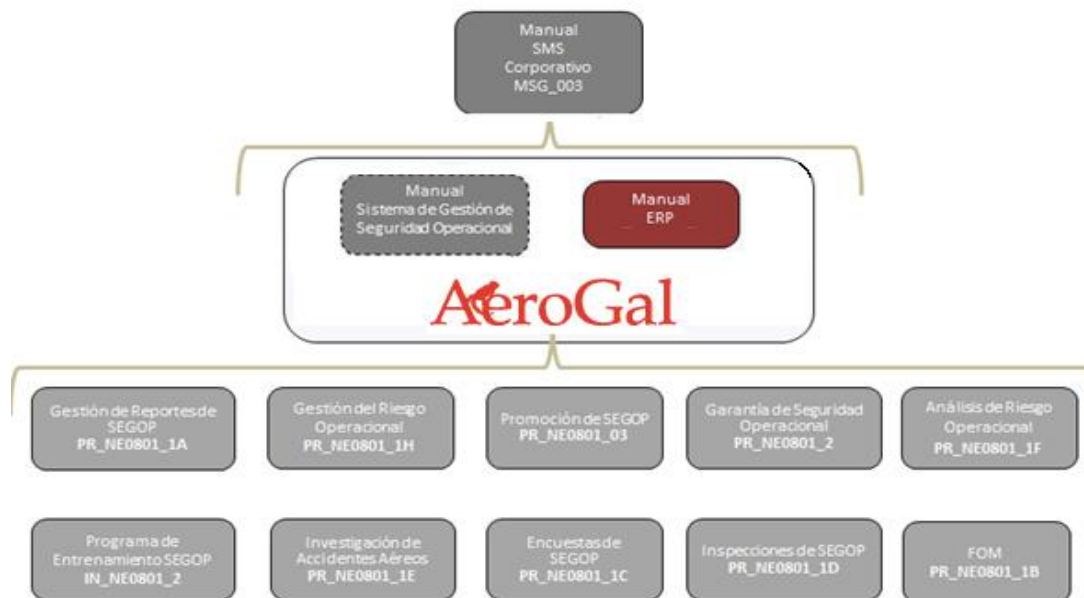 Manual
SMS
Corporativo
MSG_003
Manual
Sistema de Gestión de
Seguridad Operacional
Manual
ERP
AeroGal
Gestión de Reportes de
SEGOP
PR_NE0801_1A
Gestión del Riesgo
Operacional
PR_NE0801_1H
Promoción de SEGOP
PR_NE0801_03
Garantía de Seguridad
Operacional
PR_NE0801_2
Análisis de Riesgo
Operacional
PR_NE0801_1F
Programa de
Entrenamiento SEGOP
IN_NE0801_2
Investigación de
Accidentes Aéreos
PR_NE0801_1E
Encuestas de
SEGOP
PR_NE0801_1C
Inspecciones de SEGOP
PR_NE0801_1D
FOM
PR_NE0801_1B